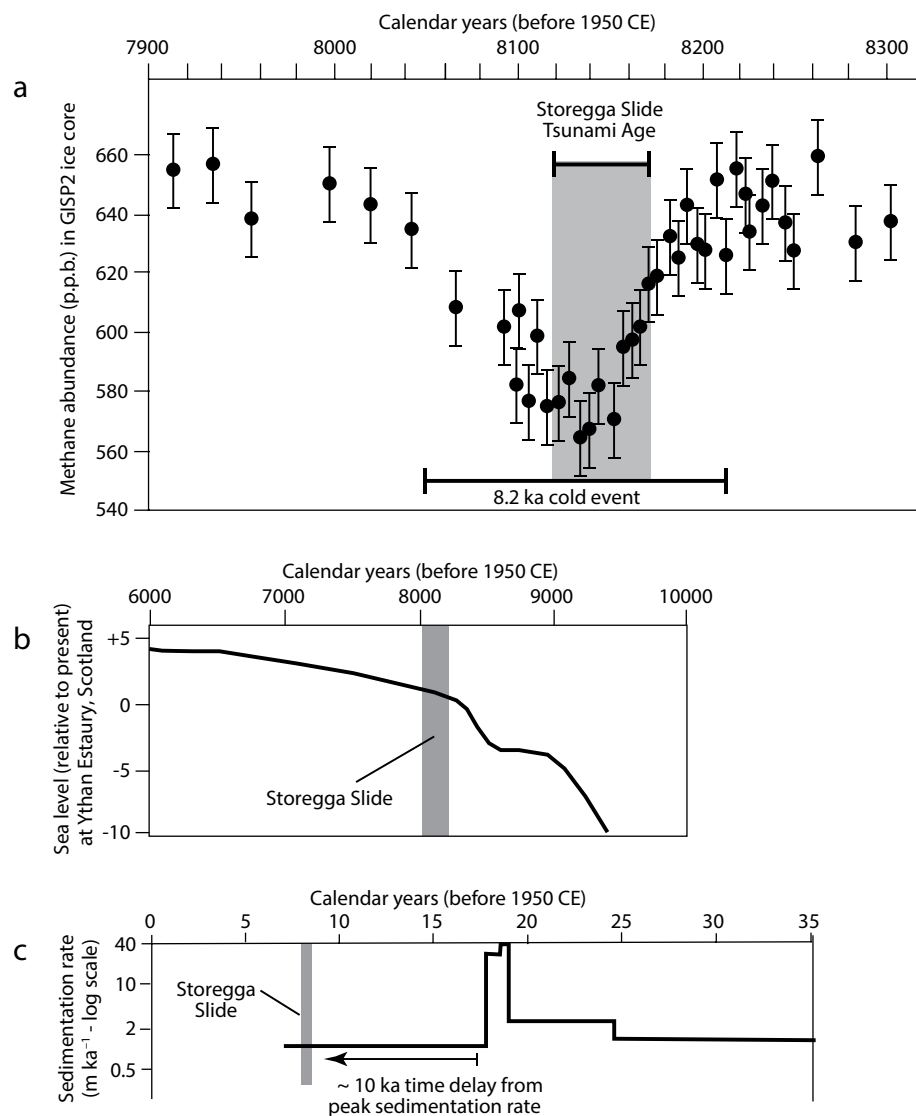 Calendar years (before 1950 CE)
7900 8000 8100 8200 8300
a
Storegga Slide
Tsunami Age
Methane abundance (p.p.b.) in GISP2 ice core
660
640
620
600
580
560
540
8.2 ka cold event
Calendar years (before 1950 CE)
6000 7000 8000 9000 10000
b
Sea level (relative to present)
at Ythan Estaury, Scotland
+5
0
-5
-10
Storegga Slide
Calendar years (before 1950 CE)
0 5 10 15 20 25 30 35
c
Sedimentation rate
(m ka⁻¹ - log scale)
40
10
2
0.5
Storegga
Slide
~ 10 ka time delay from
peak sedimentation rate